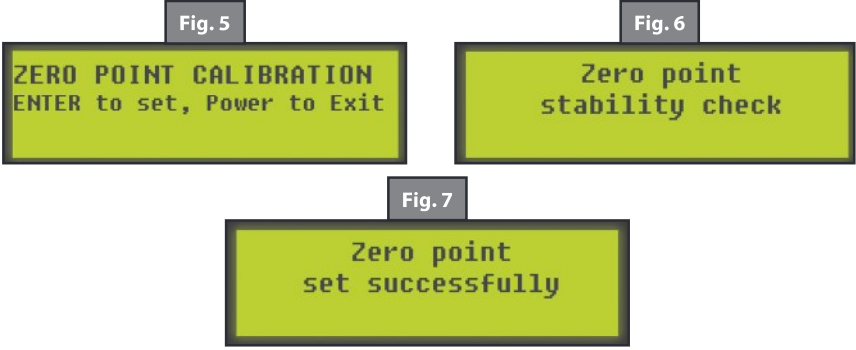 Fig. 5
ZERO POINT CALIBRATION
ENTER to set, Power to Exit
Fig. 6
Zero point
stability check
Fig. 7
Zero point
set successfully